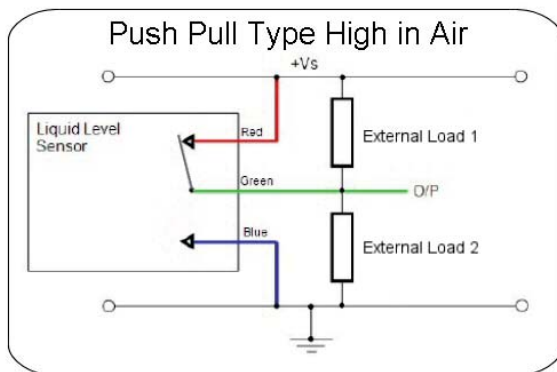 Push Pull Type High in Air
+Vs
Liquid Level
Sensor
Red
External Load 1
Green
O/P
Blue
External Load 2